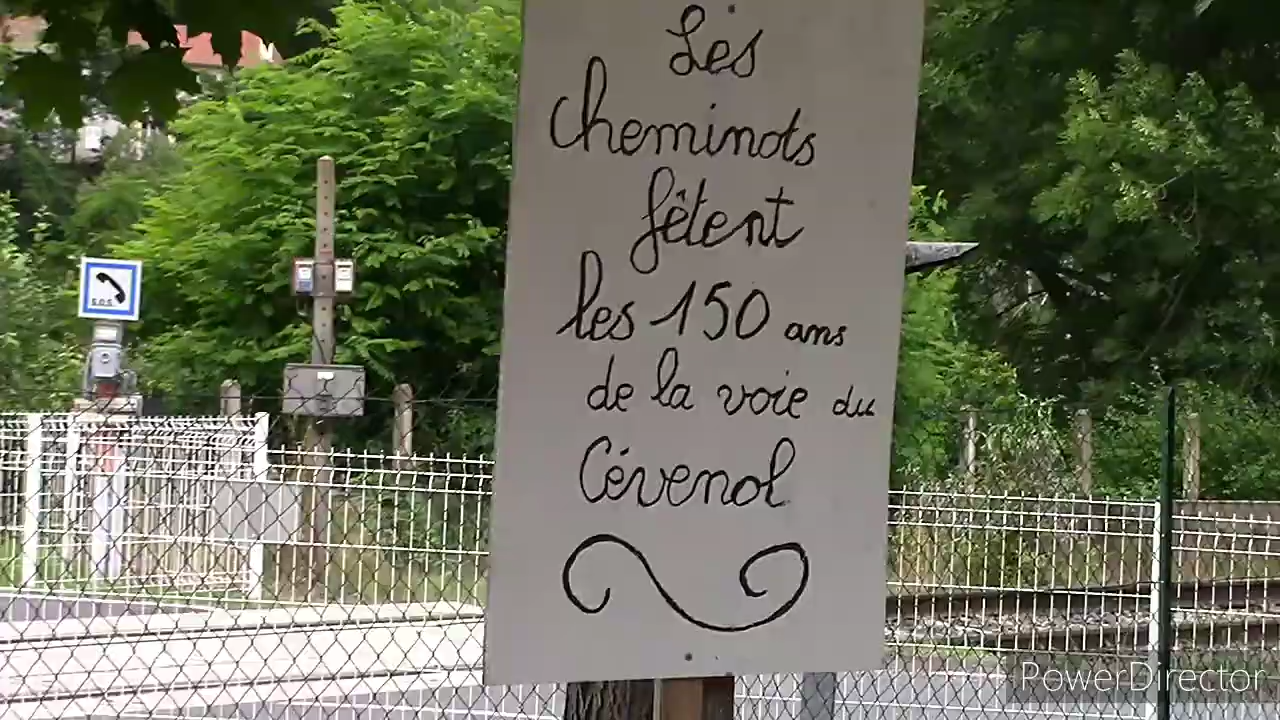 Les
Cheminots
fêtent
les 150 ans
de la voie du
Cévenol
S.O.S.
PowerDirector